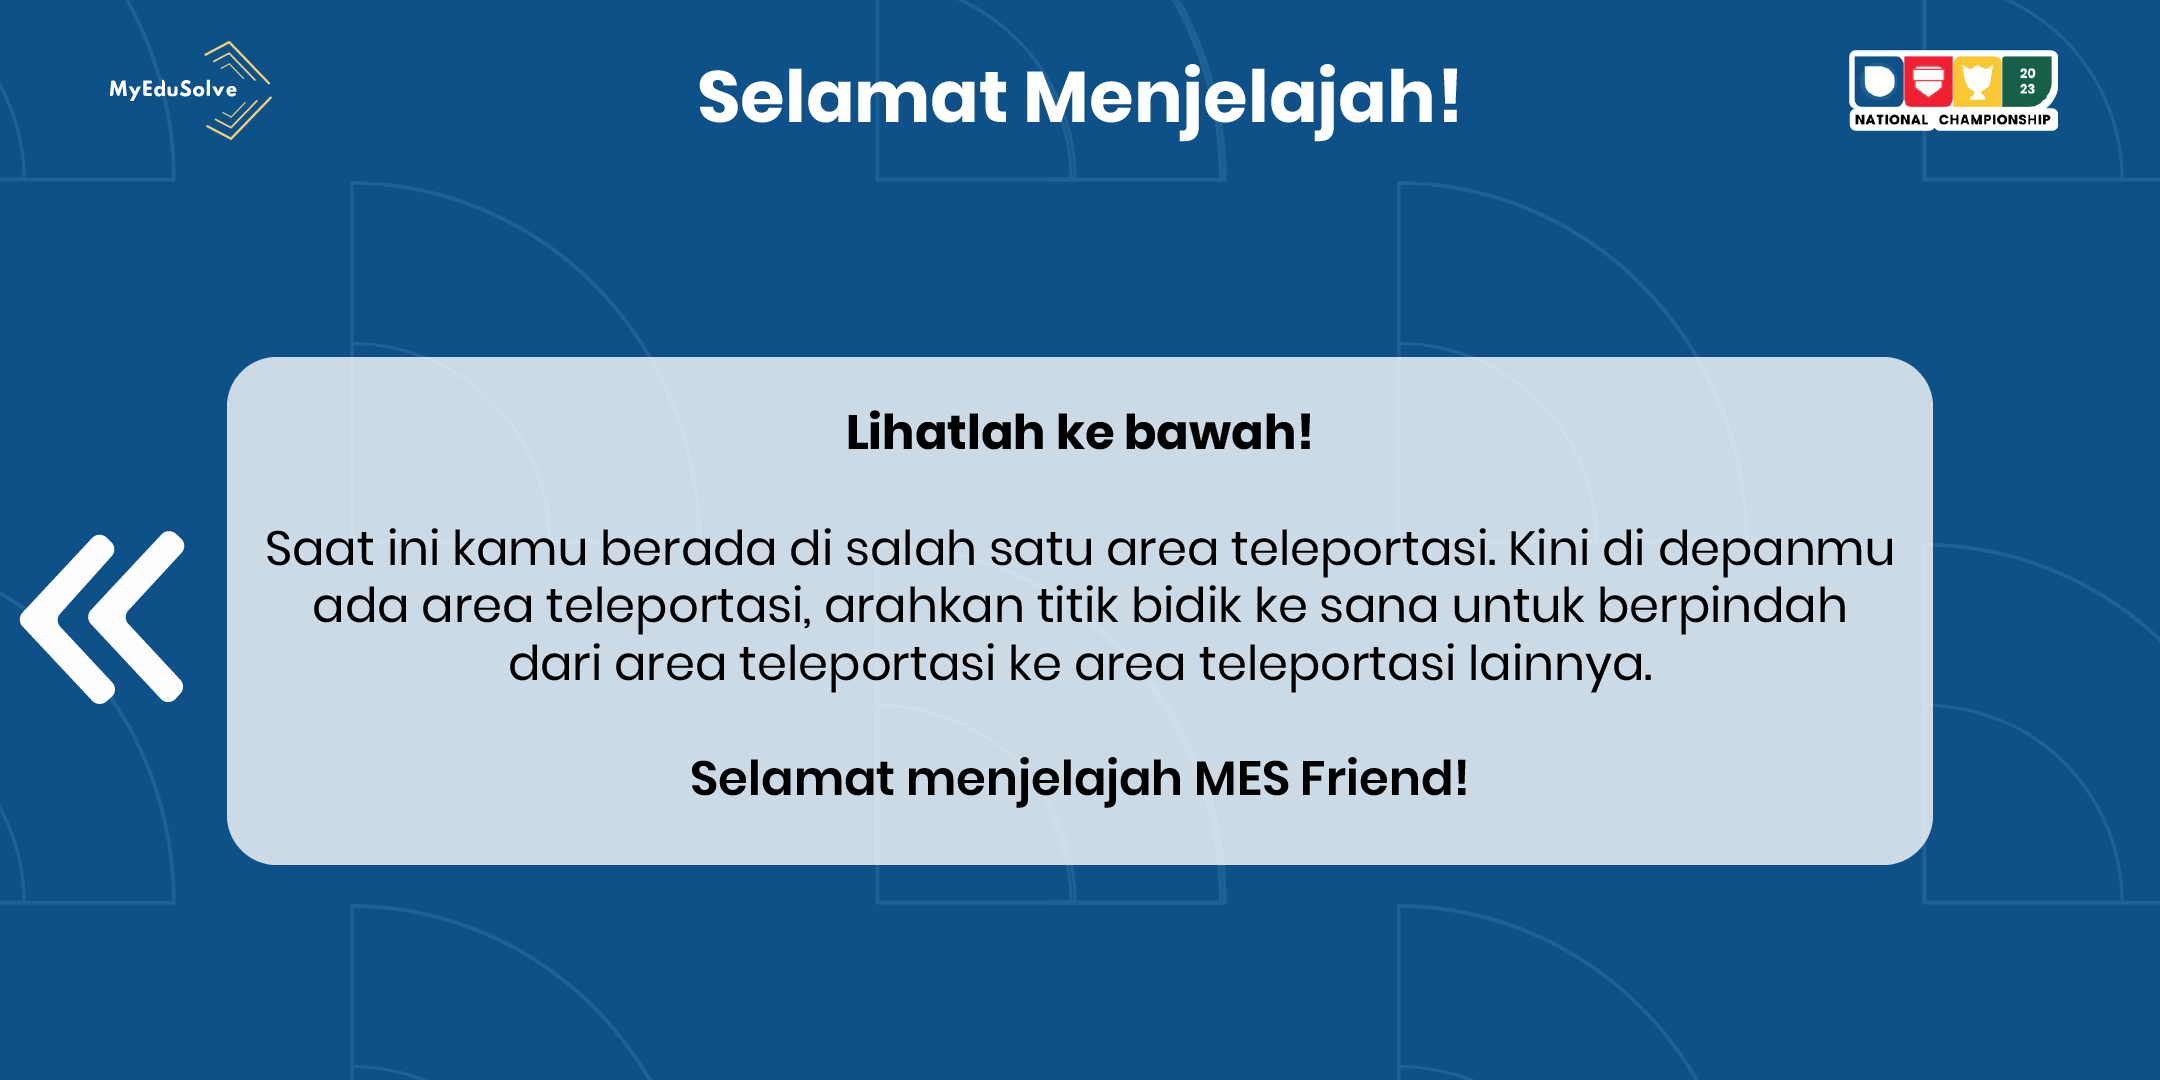 MyEduSolve
Selamat Menjelajah!
20
23
NATIONAL CHAMPIONSHIP
Lihatlah ke bawah!
Saat ini kamu berada di salah satu area teleportasi. Kini di depanmu
ada area teleportasi, arahkan titik bidik ke sana untuk berpindah
dari area teleportasi ke area teleportasi lainnya.
Selamat menjelajah MES Friend!